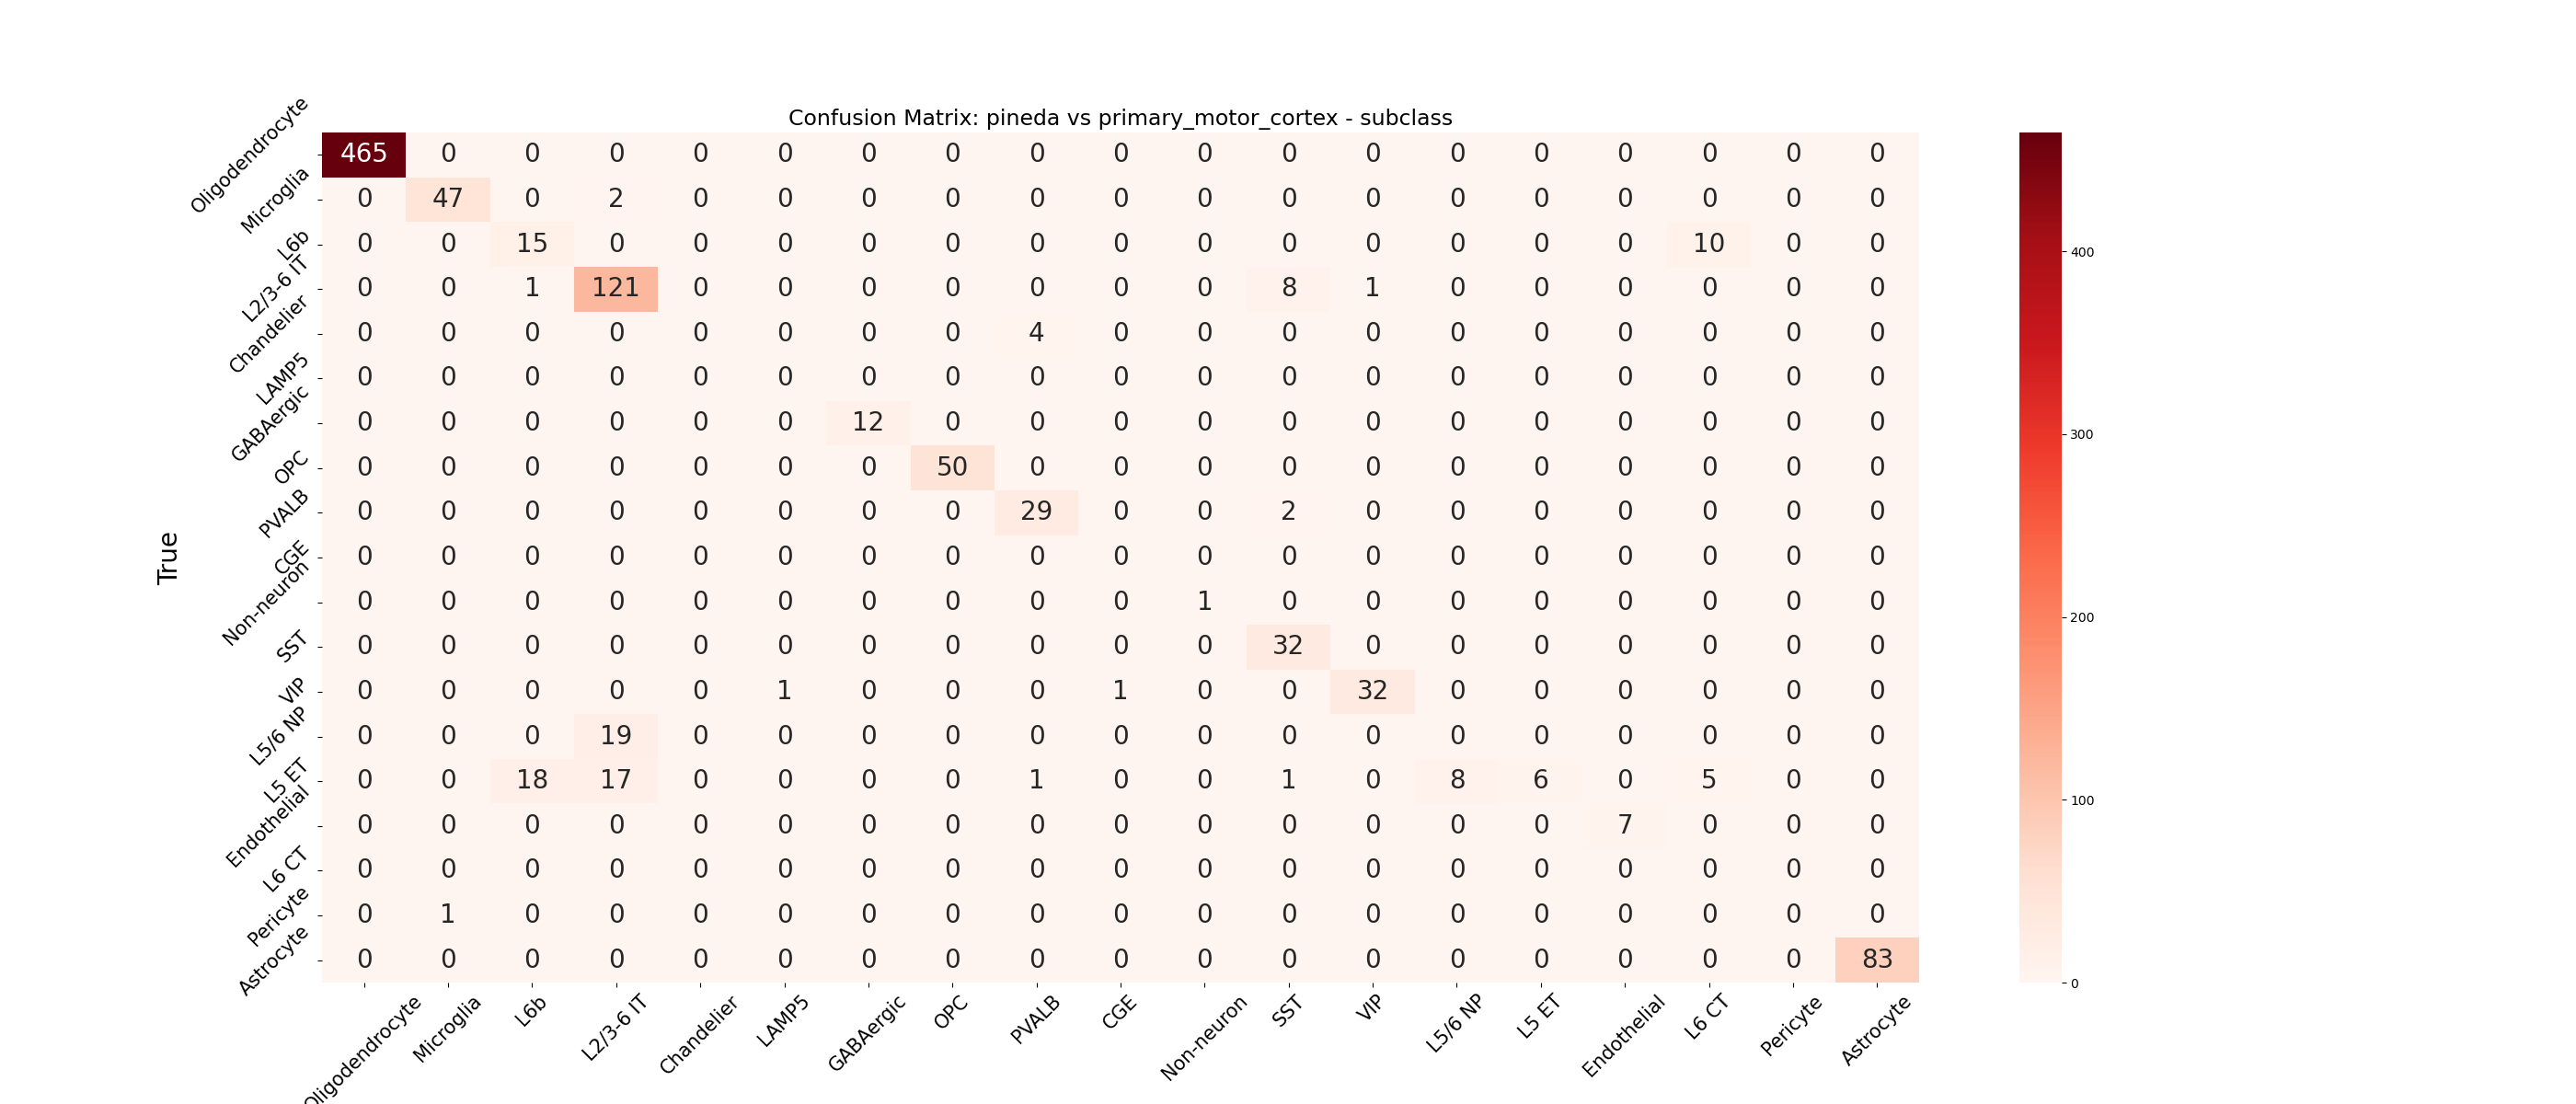 Confusion Matrix: pineda vs primary_motor_cortex - subclass
True
Oligodendrocyte 465 0 0 0 0 0 0 0 0 0 0 0 0 0 0 0 0 0 0
Microglia 0 47 0 2 0 0 0 0 0 0 0 0 0 0 0 0 0 0 0
L6b 0 0 15 0 0 0 0 0 0 0 0 0 0 0 0 0 10 0 0
L2/3-6 IT 0 0 1 121 0 0 0 0 0 0 0 8 1 0 0 0 0 0 0
Chandelier 0 0 0 0 0 0 0 0 4 0 0 0 0 0 0 0 0 0 0
LAMP5 0 0 0 0 0 0 0 0 0 0 0 0 0 0 0 0 0 0 0
GABAergic 0 0 0 0 0 0 12 0 0 0 0 0 0 0 0 0 0 0 0
OPC 0 0 0 0 0 0 0 50 0 0 0 0 0 0 0 0 0 0 0
PVALB 0 0 0 0 0 0 0 0 29 0 0 2 0 0 0 0 0 0 0
CGE 0 0 0 0 0 0 0 0 0 0 0 0 0 0 0 0 0 0 0
Non-neuron 0 0 0 0 0 0 0 0 0 0 1 0 0 0 0 0 0 0 0
SST 0 0 0 0 0 0 0 0 0 0 0 32 0 0 0 0 0 0 0
VIP 0 0 0 0 0 1 0 0 0 1 0 0 32 0 0 0 0 0 0
L5/6 NP 0 0 0 19 0 0 0 0 0 0 0 0 0 0 0 0 0 0 0
L5 ET 0 0 18 17 0 0 0 0 1 0 0 1 0 8 6 0 5 0 0
Endothelial 0 0 0 0 0 0 0 0 0 0 0 0 0 0 0 7 0 0 0
L6 CT 0 0 0 0 0 0 0 0 0 0 0 0 0 0 0 0 0 0 0
Pericyte 0 1 0 0 0 0 0 0 0 0 0 0 0 0 0 0 0 0 0
Astrocyte 0 0 0 0 0 0 0 0 0 0 0 0 0 0 0 0 0 0 83
Oligodendrocyte Microglia L6b L2/3-6 IT Chandelier LAMP5 GABAergic OPC PVALB CGE Non-neuron SST VIP L5/6 NP L5 ET Endothelial L6 CT Pericyte Astrocyte
400
300
200
100
0